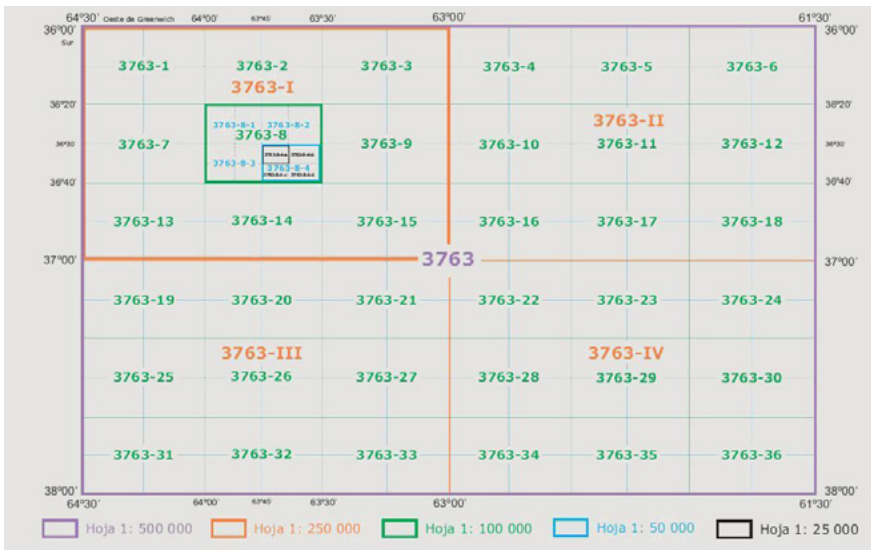 64°30' Oeste de Greenwich 64°00' 63°45' 63°30' 63°00' 61°30'
36°00' 36°00'
Sur
3763-1 3763-2 3763-3 3763-4 3763-5 3763-6
3763-I
36°20' 36°20'
3763-II
3763-8-1 3763-8-2
3763-8
3763-7 3763-9 3763-10 3763-11 3763-12
36°30' 36°30'
3763-8-3 3763-8-4
36°40' 36°40'
3763-13 3763-14 3763-15 3763-16 3763-17 3763-18
37°00' 3763 37°00'
3763-19 3763-20 3763-21 3763-22 3763-23 3763-24
3763-III 3763-IV
3763-25 3763-26 3763-27 3763-28 3763-29 3763-30
3763-31 3763-32 3763-33 3763-34 3763-35 3763-36
38°00' 38°00'
64°30' 64°00' 63°45' 63°30' 63°00' 61°30'
Hoja 1: 500 000 Hoja 1: 250 000 Hoja 1: 100 000 Hoja 1: 50 000 Hoja 1: 25 000